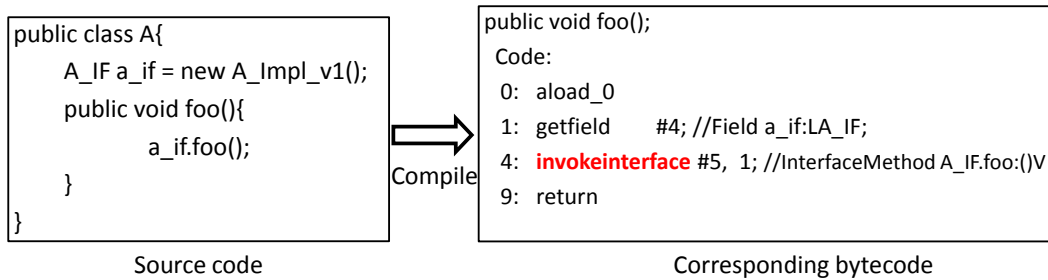 public class A{
A_IF a_if = new A_Impl_v1();
public void foo(){
a_if.foo();
}
}
Source code
Compile
public void foo();
Code:
0: aload_0
1: getfield #4; //Field a_if:LA_IF;
4: invokeinterface #5, 1; //InterfaceMethod A_IF.foo:()V
9: return
Corresponding bytecode